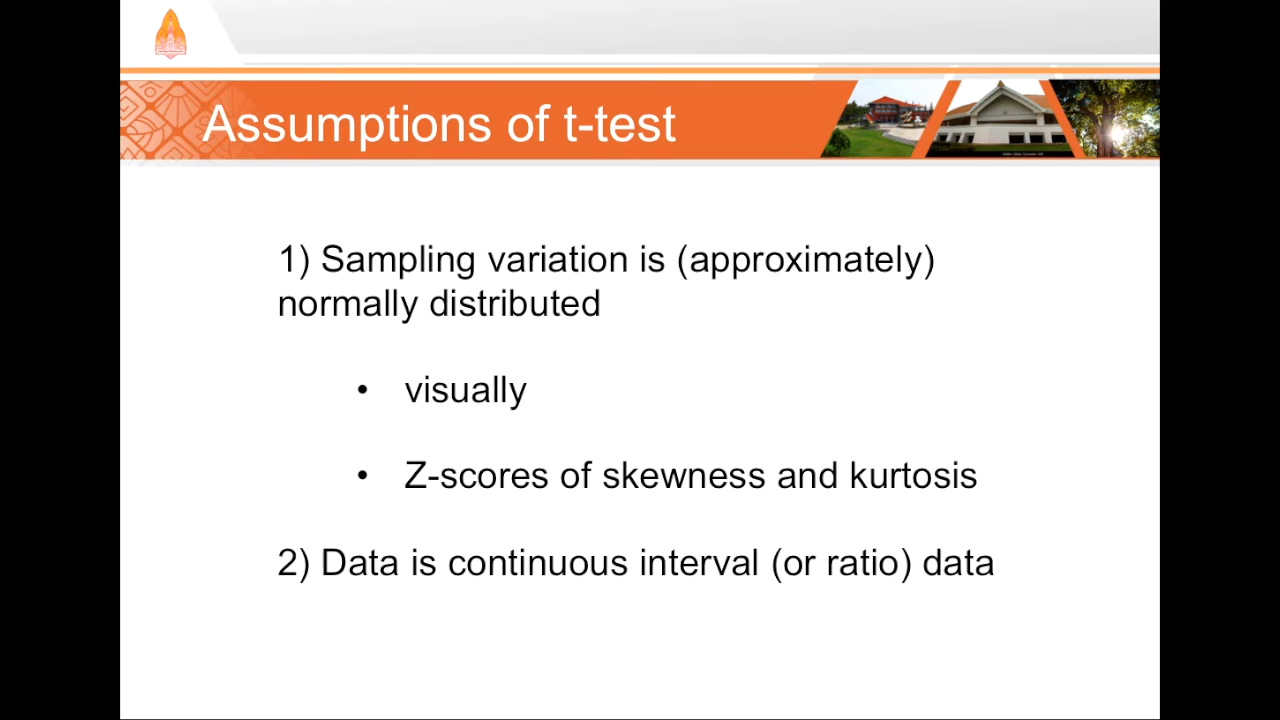 Assumptions of t-test
1) Sampling variation is (approximately)
normally distributed
• visually
• Z-scores of skewness and kurtosis
2) Data is continuous interval (or ratio) data